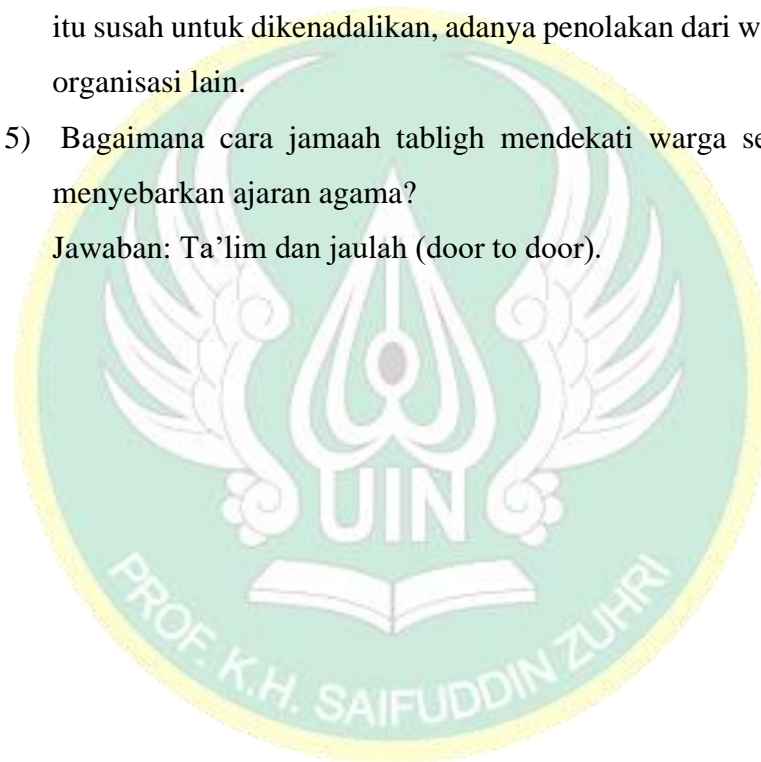 itu susah untuk dikenadalikan, adanya penolakan dari w
organisasi lain.
5) Bagaimana cara jamaah tabligh mendekati warga se
menyebarkan ajaran agama?
Jawaban: Ta’lim dan jaulah (door to door).
UIN
PROF. K.H. SAIFUDDIN ZUHRI